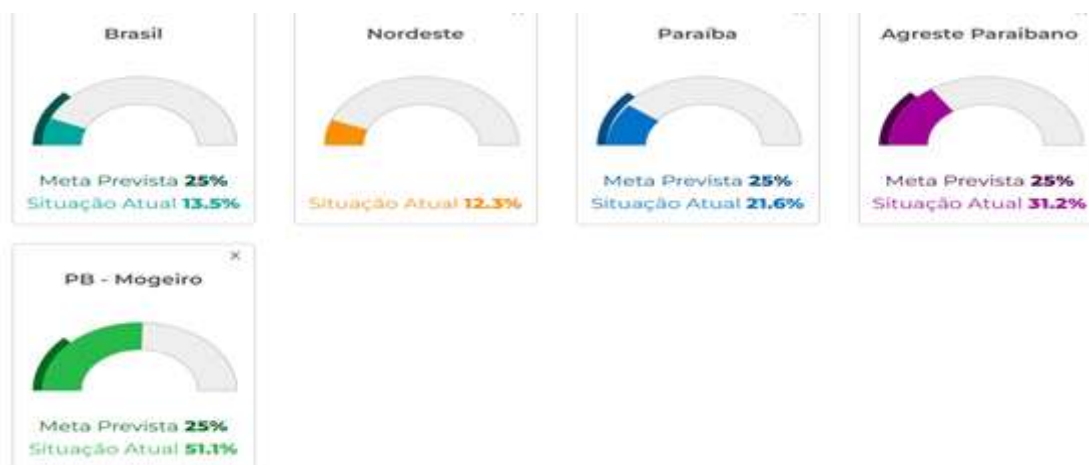 Brasil
Meta Prevista 25%
Situação Atual 13.5%
Nordeste
Situação Atual 12.3%
Paraíba
Meta Prevista 25%
Situação Atual 21.6%
Agreste Paraibano
Meta Prevista 25%
Situação Atual 31.2%
PB - Mogeiro
Meta Prevista 25%
Situação Atual 51.1%